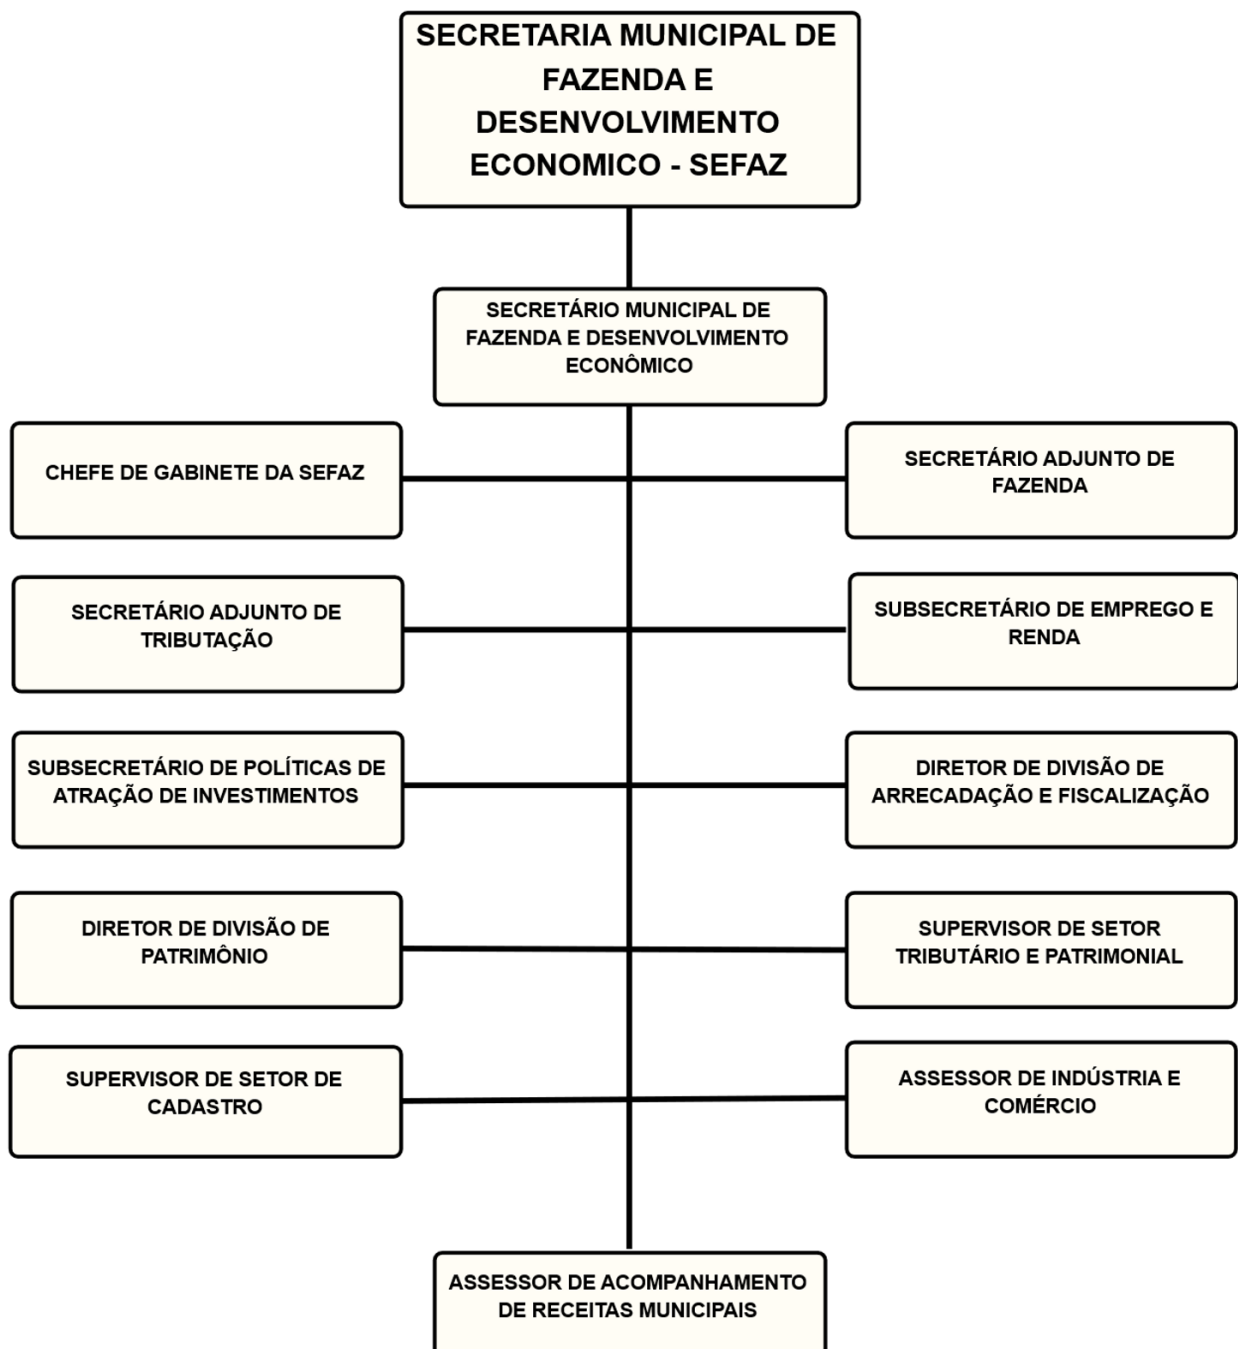 SECRETARIA MUNICIPAL DE
FAZENDA E
DESENVOLVIMENTO
ECONOMICO - SEFAZ
SECRETÁRIO MUNICIPAL DE
FAZENDA E DESENVOLVIMENTO
ECONÔMICO
CHEFE DE GABINETE DA SEFAZ
SECRETÁRIO ADJUNTO DE
FAZENDA
SECRETÁRIO ADJUNTO DE
TRIBUTAÇÃO
SUBSECRETÁRIO DE EMPREGO E
RENDA
SUBSECRETÁRIO DE POLÍTICAS DE
ATRAÇÃO DE INVESTIMENTOS
DIRETOR DE DIVISÃO DE
ARRECADAÇÃO E FISCALIZAÇÃO
DIRETOR DE DIVISÃO DE
PATRIMÔNIO
SUPERVISOR DE SETOR
TRIBUTÁRIO E PATRIMONIAL
SUPERVISOR DE SETOR DE
CADASTRO
ASSESSOR DE INDÚSTRIA E
COMÉRCIO
ASSESSOR DE ACOMPANHAMENTO
DE RECEITAS MUNICIPAIS